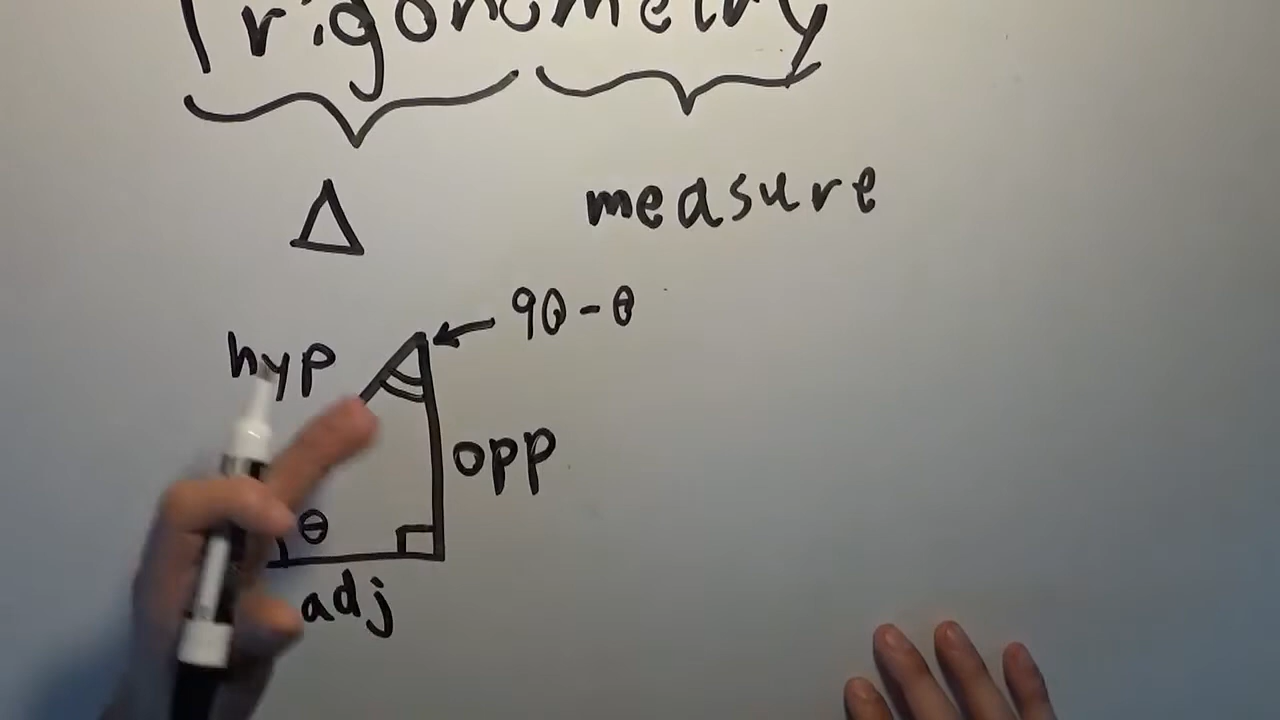 Trigonometry
Δ
measure
90-θ
hyp
opp
θ
adj